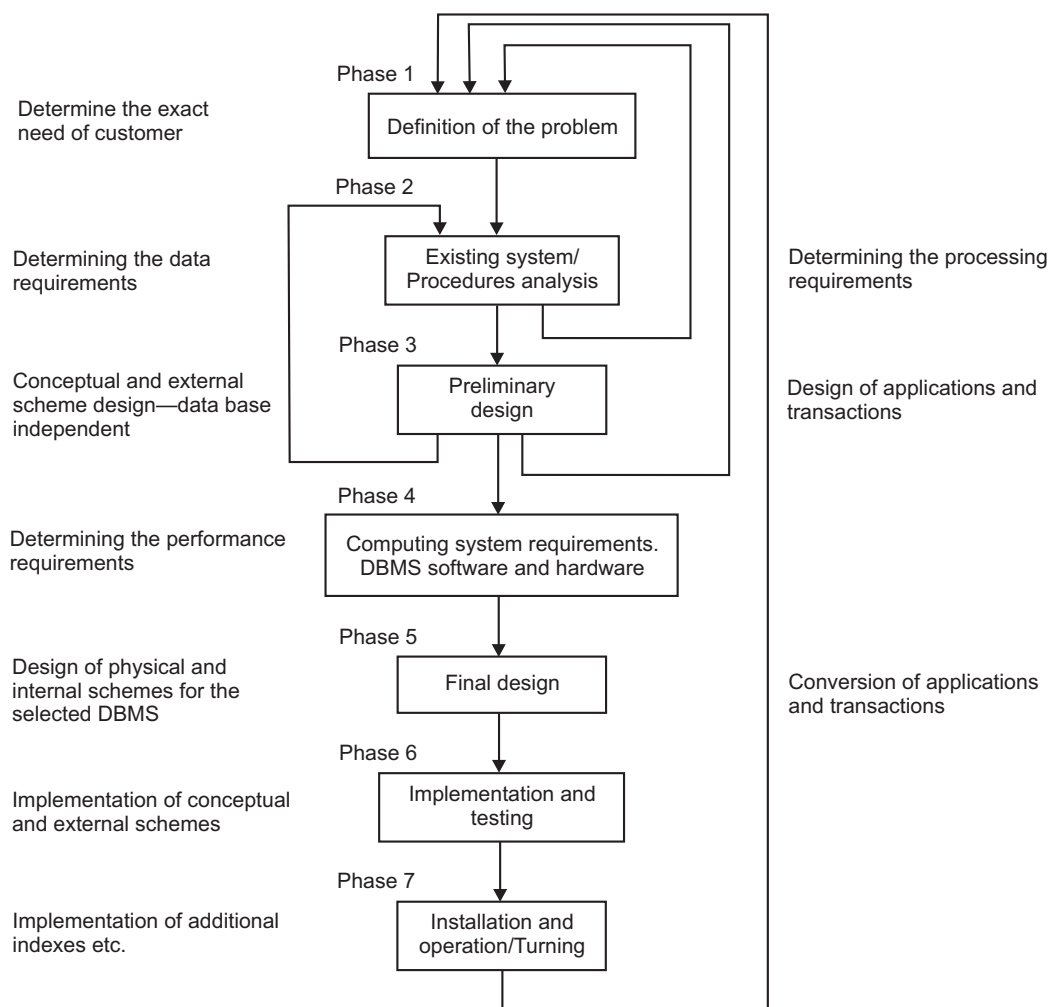 Phase 1
Determine the exact
need of customer
Definition of the problem
Phase 2
Determining the data
requirements
Existing system/
Procedures analysis
Determining the processing
requirements
Phase 3
Conceptual and external
scheme design—data base
independent
Preliminary
design
Design of applications and
transactions
Phase 4
Determining the performance
requirements
Computing system requirements.
DBMS software and hardware
Phase 5
Design of physical and
internal schemes for the
selected DBMS
Final design
Conversion of applications
and transactions
Phase 6
Implementation of conceptual
and external schemes
Implementation and
testing
Phase 7
Implementation of additional
indexes etc.
Installation and
operation/Turning